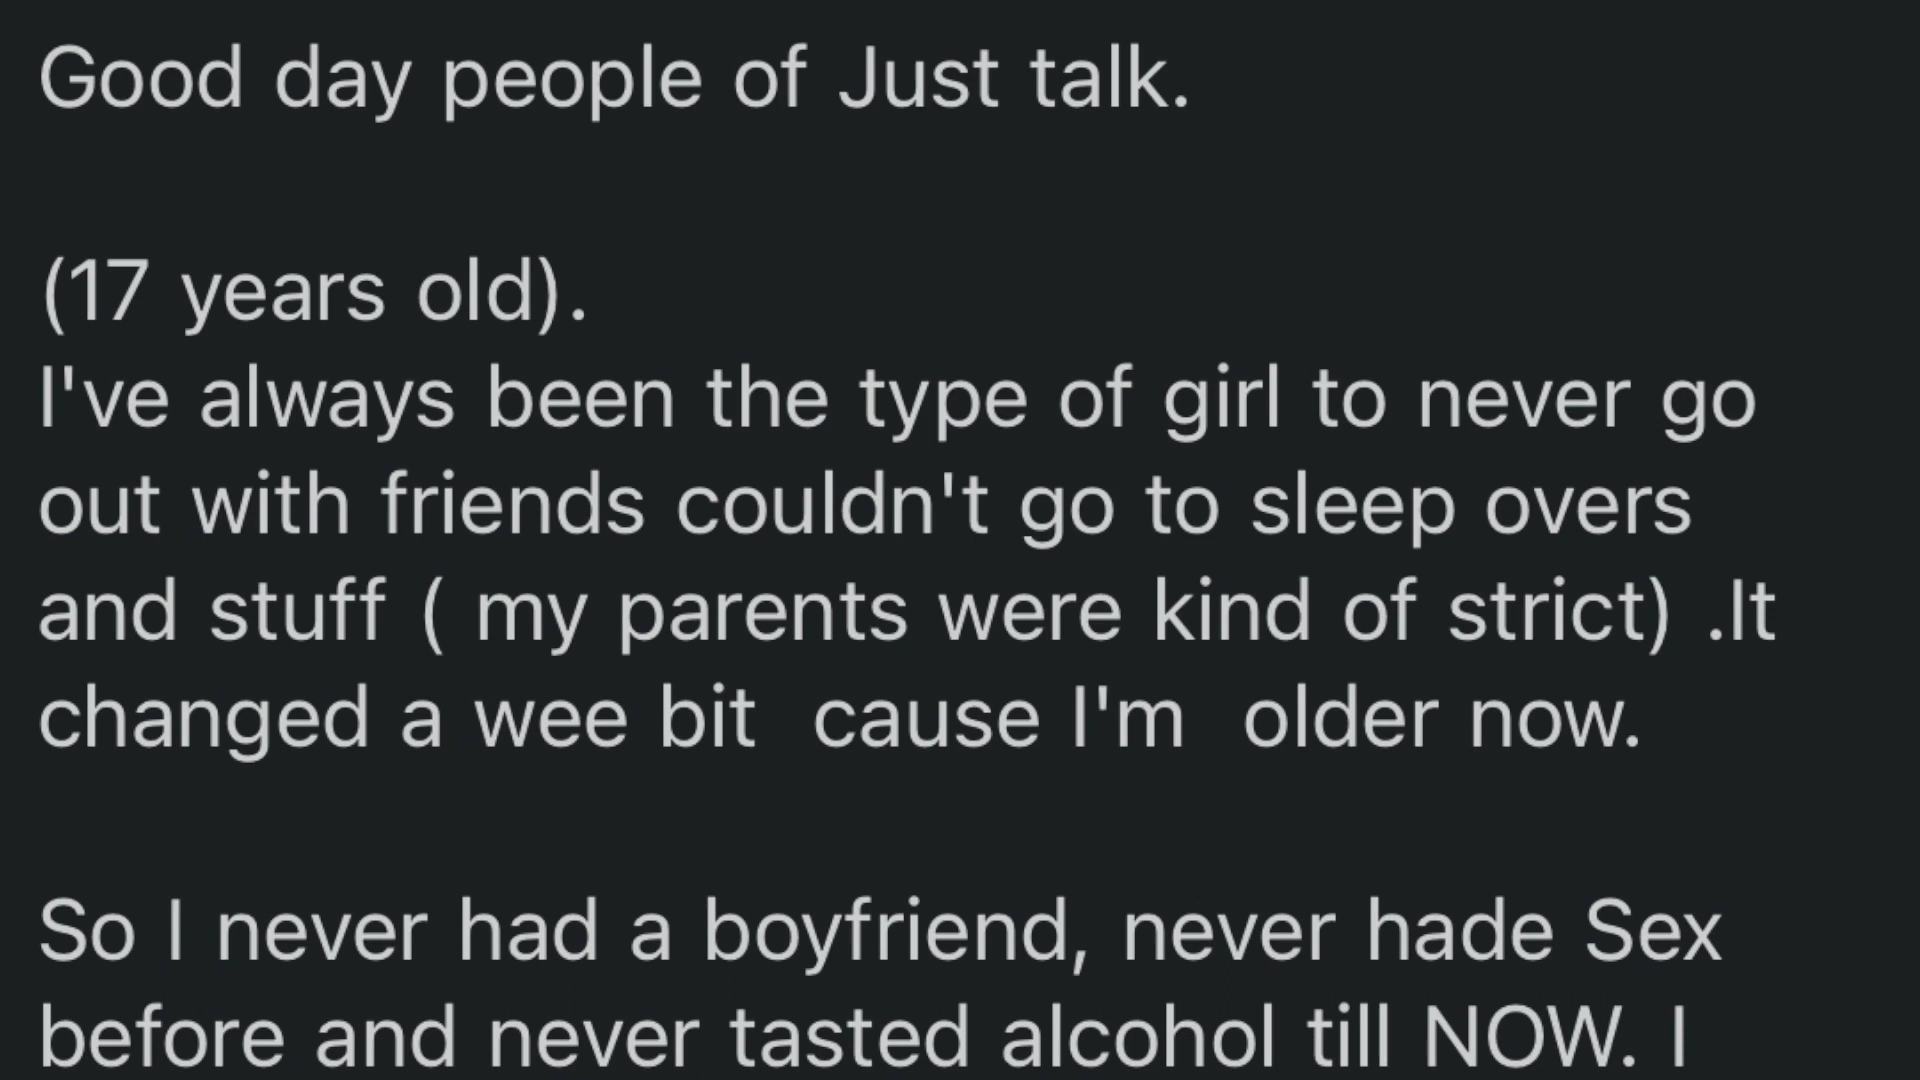 Good day people of Just talk.
(17 years old).
I've always been the type of girl to never go
out with friends couldn't go to sleep overs
and stuff ( my parents were kind of strict) .It
changed a wee bit  cause I'm  older now.
So I never had a boyfriend, never hade Sex
before and never tasted alcohol till NOW. I